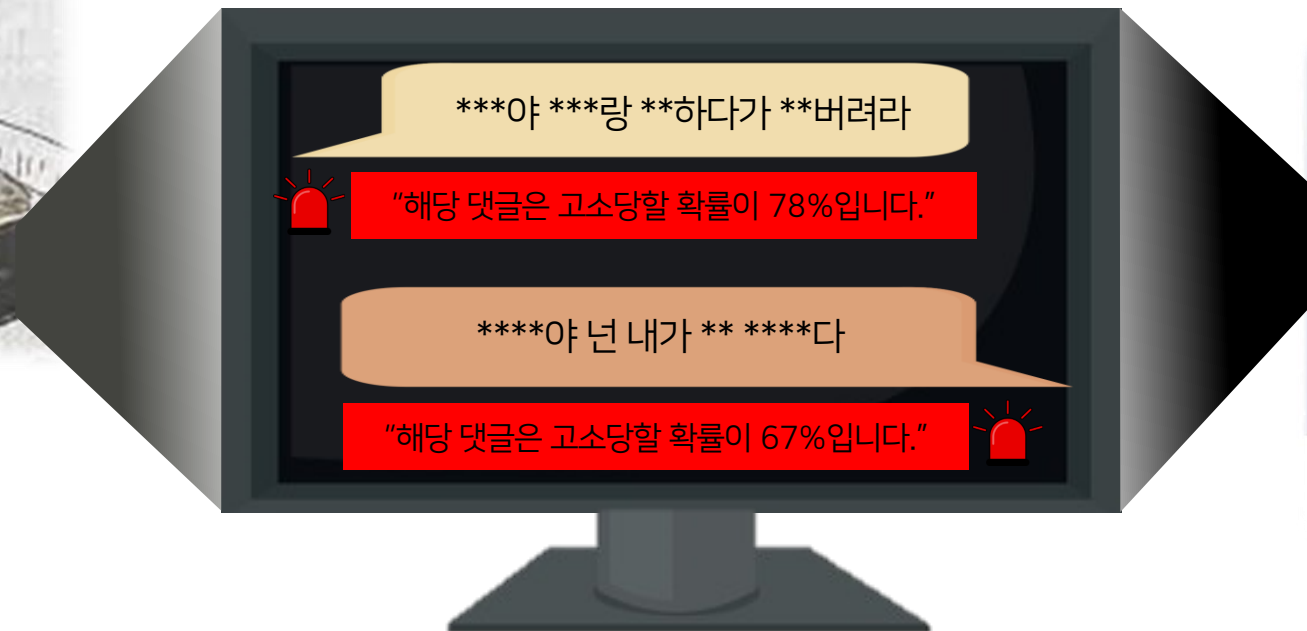 ***야 ***랑 **하다가 **버려라
“해당 댓글은 고소당할 확률이 78%입니다.”
****야 넌 내가 ** ****다
“해당 댓글은 고소당할 확률이 67%입니다.”